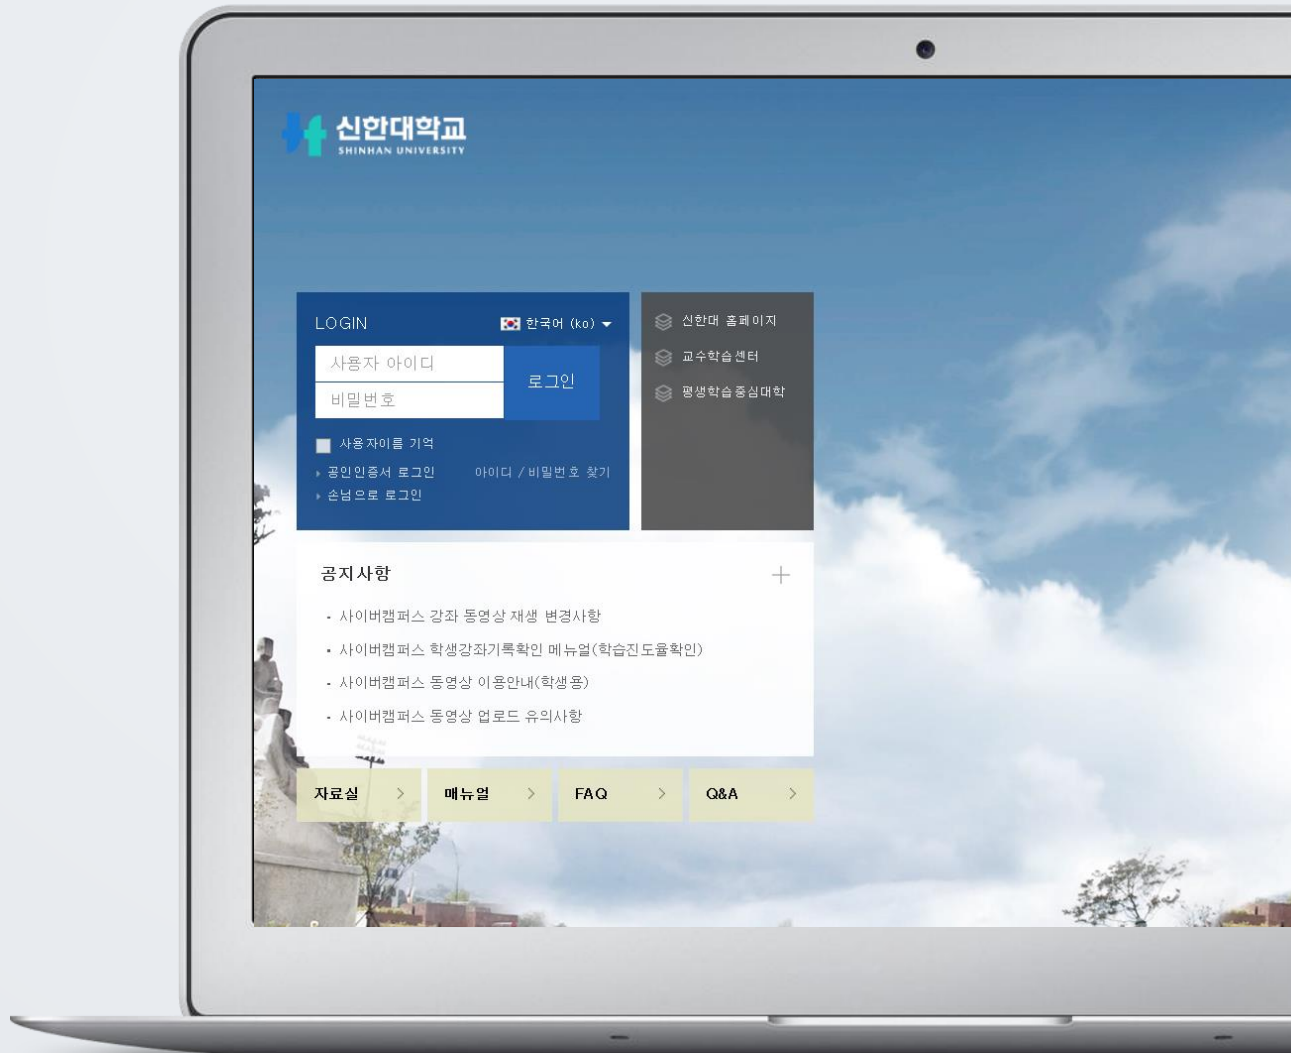 신한대학교
SHINHAN UNIVERSITY
LOGIN
한국어 (ko)
사용자 아이디
비밀번호
로그인
사용자이름 기억
공인인증서 로그인
아이디 / 비밀번호 찾기
손님으로 로그인
신한대 홈페이지
교수학습센터
평생학습중심대학
공지사항
사이버캠퍼스 강좌 동영상 재생 변경사항
사이버캠퍼스 학생강좌기록확인 메뉴얼(학습진도율확인)
사이버캠퍼스 동영상 이용안내(학생용)
사이버캠퍼스 동영상 업로드 유의사항
자료실
매뉴얼
FAQ
Q&A